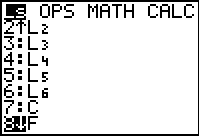 OPS MATH CALC
2↑L₂
3:L₃
4:L₄
5:L₅
6:L₆
7:C
8↓F